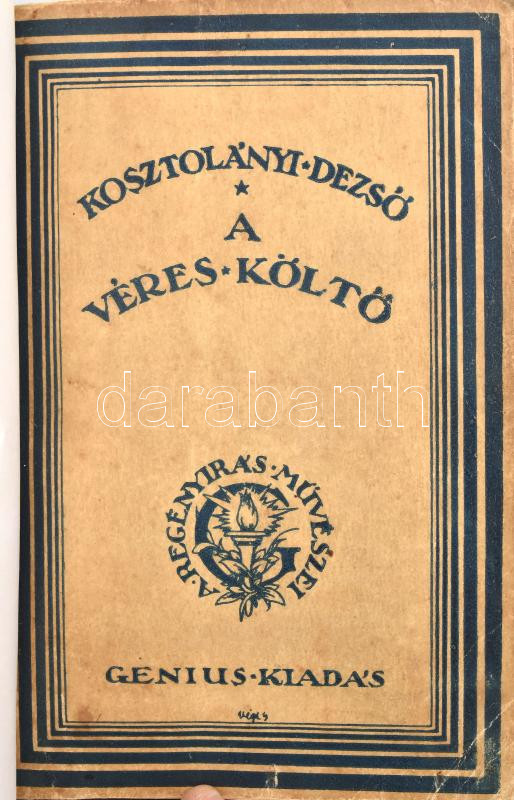 KOSZTOLÁNYI★DEZSŐ
★
A
VÉRES★KÖLTŐ
darabanth
A·REGÉNYIRÁS·MŰVÉSZEI
G
GENIUS·KIADÁS